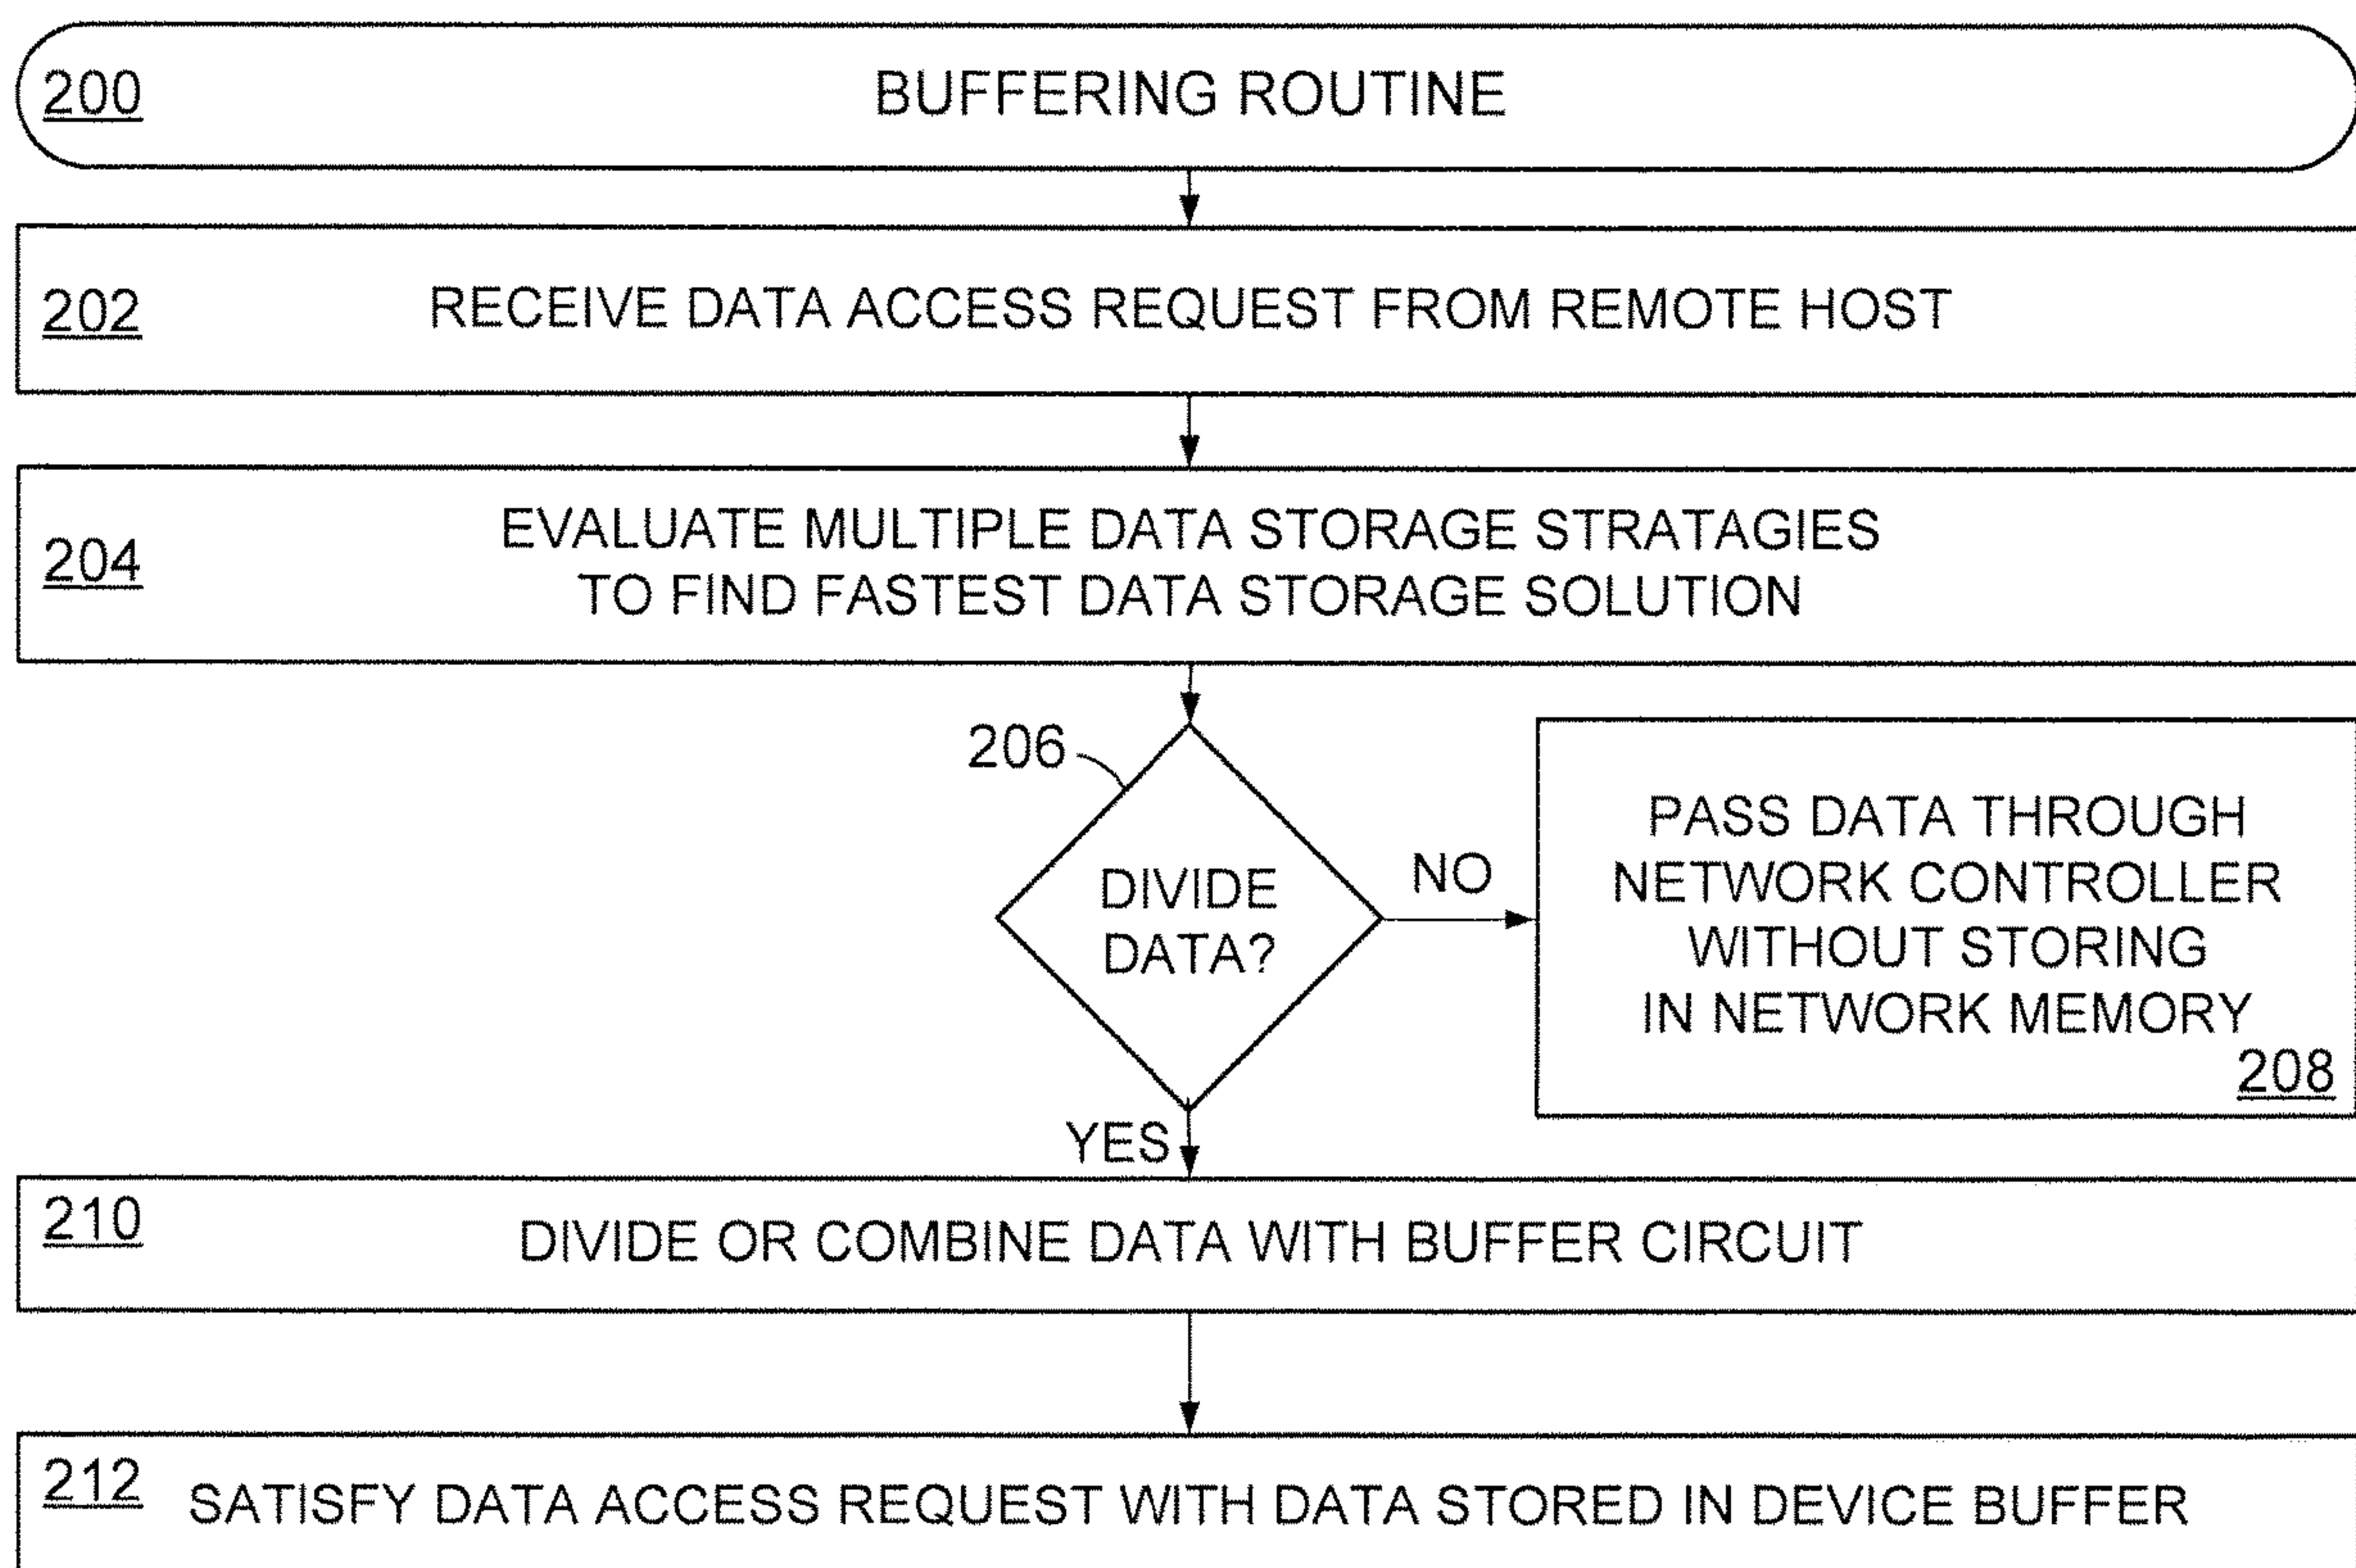 200 BUFFERING ROUTINE
202 RECEIVE DATA ACCESS REQUEST FROM REMOTE HOST
204 EVALUATE MULTIPLE DATA STORAGE STRATAGIES
TO FIND FASTEST DATA STORAGE SOLUTION
206
DIVIDE
DATA?
NO
PASS DATA THROUGH
NETWORK CONTROLLER
WITHOUT STORING
IN NETWORK MEMORY
208
YES
210 DIVIDE OR COMBINE DATA WITH BUFFER CIRCUIT
212 SATISFY DATA ACCESS REQUEST WITH DATA STORED IN DEVICE BUFFER